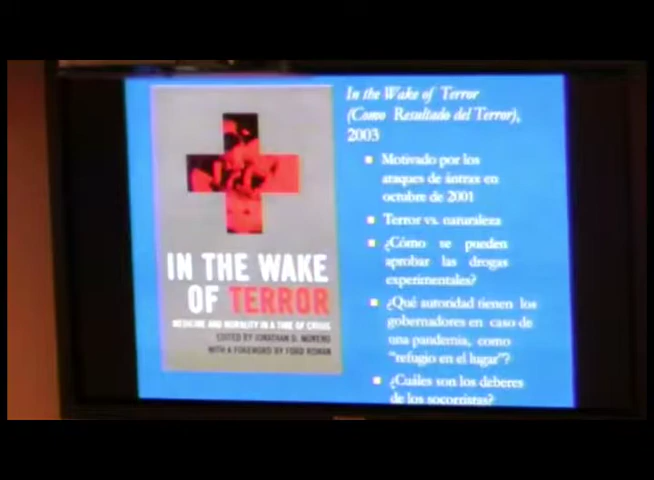 IN THE WAKE
OF TERROR
MEDICINE AND MORALITY IN A TIME OF CRISIS
EDITED BY JONATHAN D. MORENO
WITH A FOREWORD BY FORD ROWAN
In the Wake of Terror
(Como Resultado del Terror),
2003
Motivado por los
ataques de ántrax en
octubre de 2001
Terror vs. naturaleza
¿Cómo se pueden
aprobar las drogas
experimentales?
¿Qué autoridad tienen los
gobernadores en caso de
una pandemia, como
"refugio en el lugar"?
¿Cuáles son los deberes
de los socorristas?